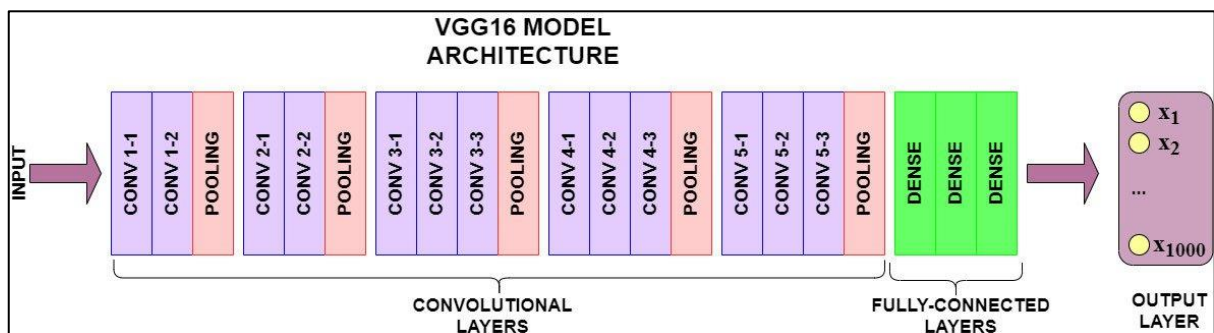 VGG16 MODEL
ARCHITECTURE
INPUT
CONV 1-1
CONV 1-2
POOLING
CONV 2-1
CONV 2-2
POOLING
CONV 3-1
CONV 3-2
CONV 3-3
POOLING
CONV 4-1
CONV 4-2
CONV 4-3
POOLING
CONV 5-1
CONV 5-2
CONV 5-3
POOLING
DENSE
DENSE
DENSE
x1
x2
...
x1000
CONVOLUTIONAL
LAYERS
FULLY-CONNECTED
LAYERS
OUTPUT
LAYER